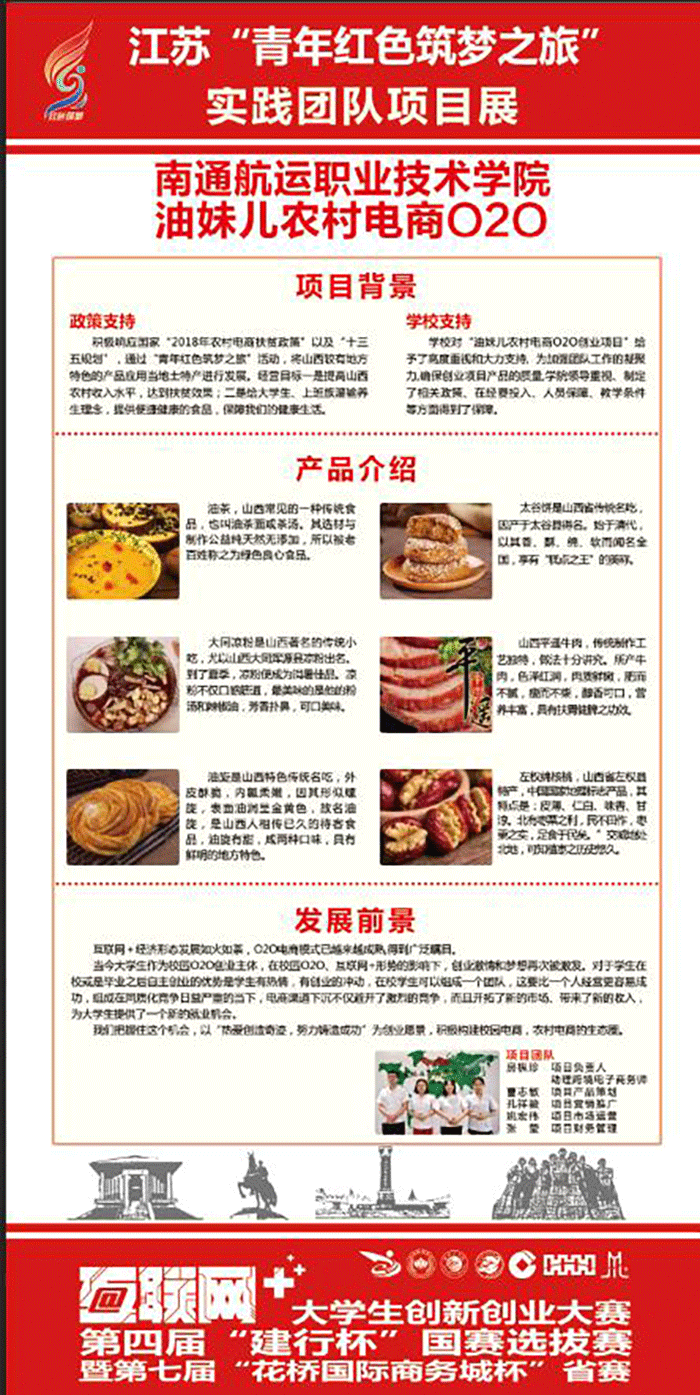 江苏“青年红色筑梦之旅”
实践团队项目展
南通航运职业技术学院
油妹儿农村电商O2O
项目背景
政策支持
积极响应国家“2018年农村电商扶贫政策”以及“十三
五规划”，通过“青年红色筑梦之旅”活动，将山西较有地方
特色的产品应用当地土特产进行发展。经营目标一是提高山西
农村收入水平，达到扶贫效果；二是给大学生、上班族灌输养
生理念，提供便捷健康的食品，保障我们的健康生活。
学校支持
学校对“油妹儿农村电商O2O创业项目”给
予了高度重视和大力支持，为加强团队工作的凝聚
力,确保创业项目产品的质量,学院领导重视、制定
了相关政策、在经费投入、人员保障、教学条件
等方面得到了保障。
产品介绍
油茶，山西常见的一种传统食
品，也叫油茶面或茶汤。其选材与
制作公益纯天然无添加，所以被老
百姓称之为绿色良心食品。
太谷饼是山西省传统名吃，
因产于太谷县得名。始于清代，
以其香、酥、绵、软而闻名全
国，享有“糕点之王”的美称。
大同凉粉是山西著名的传统小
吃，尤以山西大同浑源县凉粉出名。
到了夏季，凉粉便成为消暑佳品。凉
粉不仅口感筋道，最美味的是他的粉
汤和辣椒油，芳香扑鼻，可口美味。
平遥
山西平遥牛肉，传统制作工
艺独特，做法十分讲究。所产牛
肉，色泽红润，肉质鲜嫩，肥而
不腻，瘦而不柴，醇香可口，营
养丰富，具有扶胃健脾之功效。
油旋是山西特色传统名吃，外
皮酥脆，内瓤柔嫩，因其形似螺
旋，表面油润呈金黄色，故名油
旋，是山西人相传已久的待客食
品，油旋有甜，咸两种口味，具有
鲜明的地方特色。
左权绵核桃，山西省左权县
特产，中国国家地理标志产品，其
特点是：皮薄、仁白、味香、甘
淳。北有枣栗之利，民不田作，枣
栗之实，足食于民矣。”交城地处
北地，可知植枣之历史悠久。
发展前景
互联网＋经济形态发展如火如荼，O2O电商模式已越来越成熟,得到广泛瞩目。
当今大学生作为校园O2O创业主体，在校园O2O、互联网＋形势的影响下，创业激情和梦想再次被激发。对于学生在
校或是毕业之后自主创业的优势是学生有热情，有创业的冲动，在校学生可以组成一个团队，这要比一个人经营更容易成
功，组成在同质化竞争日益严重的当下，电商渠道下沉不仅避开了激烈的竞争，而且开拓了新的市场、带来了新的收入，
为大学生提供了一个新的就业机会。
我们把握住这个机会，以“热爱创造奇迹，努力铸造成功”为创业愿景，积极构建校园电商，农村电商的生态圈。
项目团队
项目负责人
助理跨境电子商务师
曹志敏 项目产品策划
孔祥毅 项目营销推广
姚宏伟 项目市场运营
张 莹 项目财务管理
互联网+
大学生创新创业大赛
第四届“建行杯”国赛选拔赛
暨第七届“花桥国际商务城杯”省赛